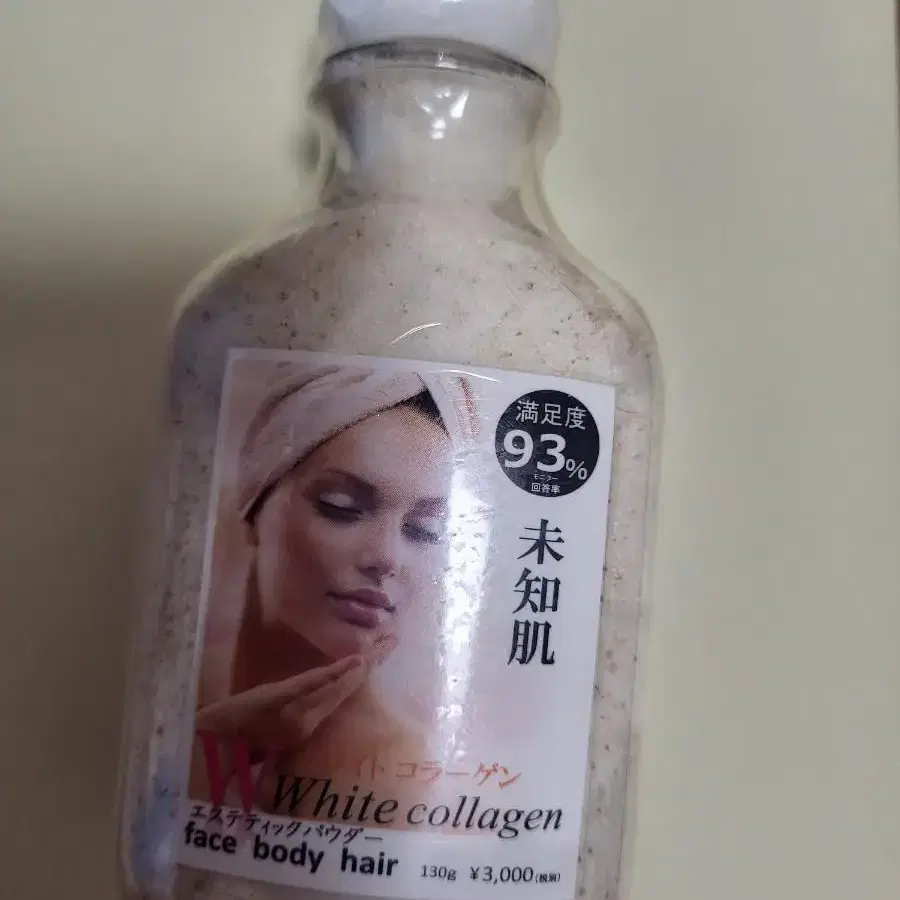 満足度
93%
モニター
回答率
未知肌
イト コラーゲン
W White collagen
エステティックパウダー
face body hair
130g ¥3,000(税別)